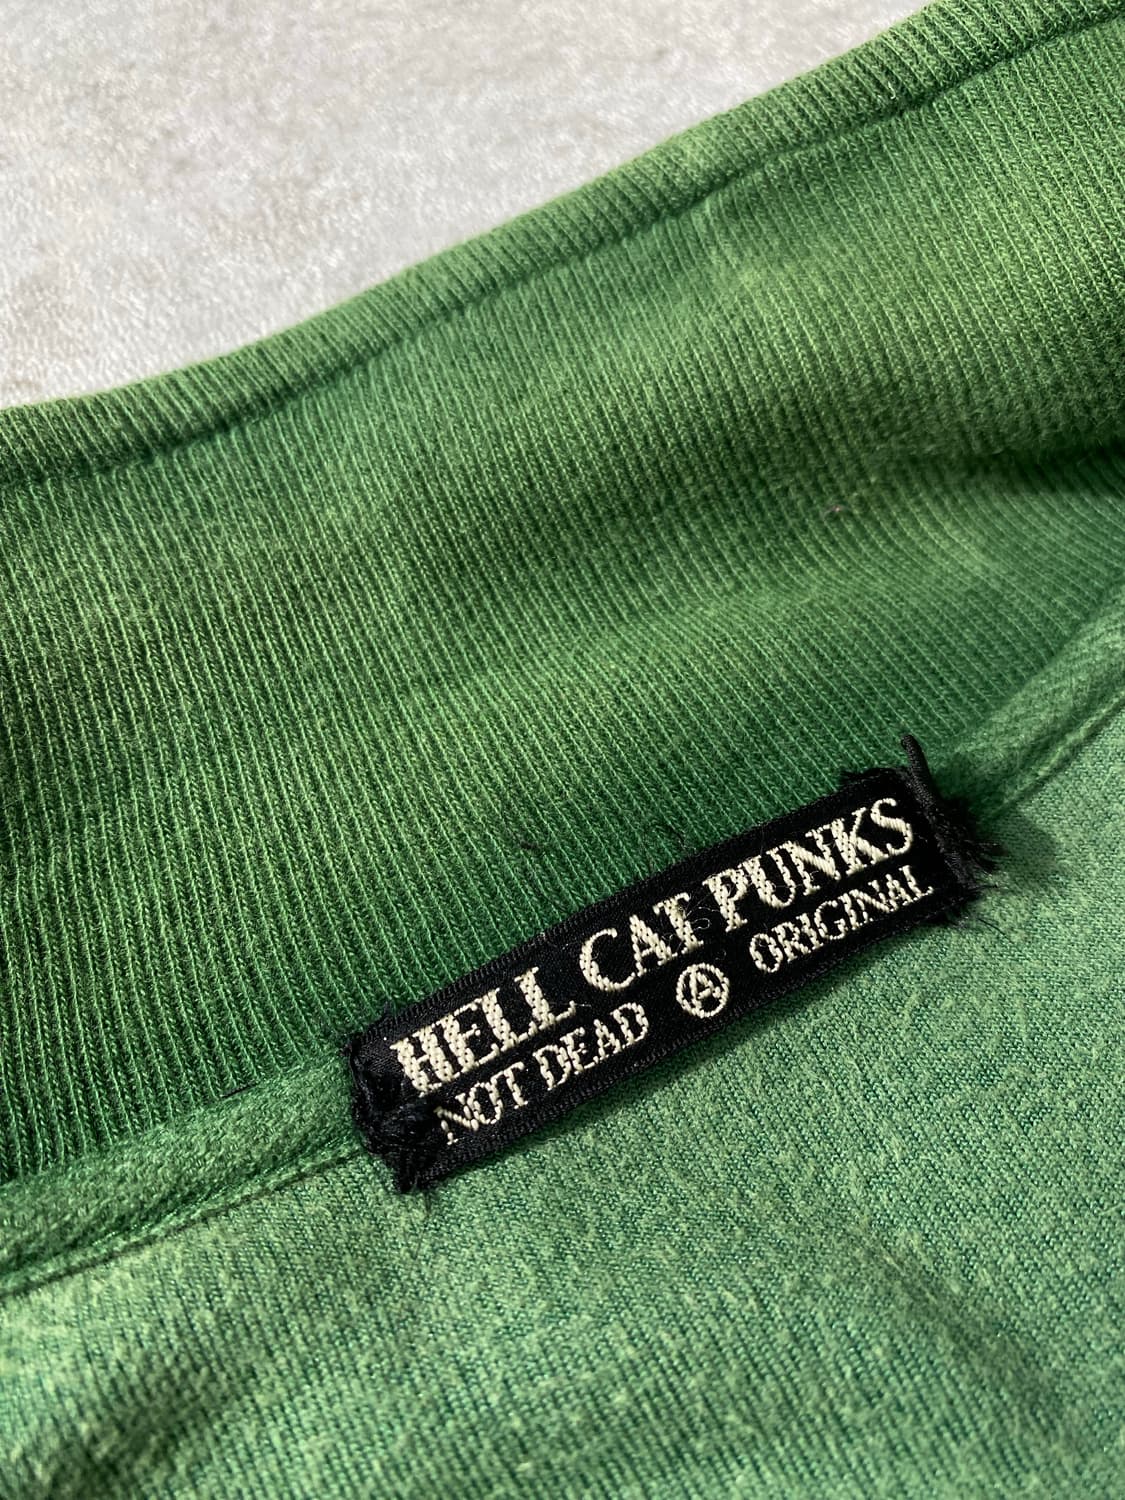 HELL CAT PUNKS
NOT DEAD Ⓐ ORIGINAL